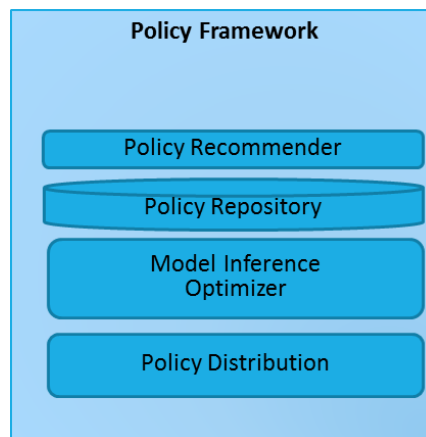 Policy Framework
Policy Recommender
Policy Repository
Model Inference
Optimizer
Policy Distribution